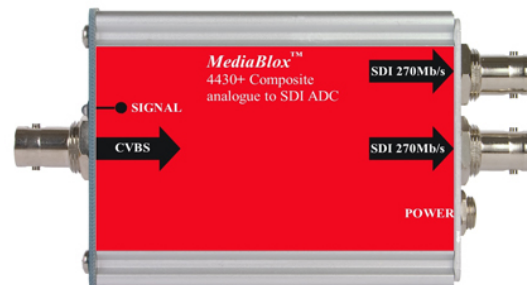 MediaBlox™
4430+ Composite
analogue to SDI ADC
SDI 270Mb/s
SIGNAL
CVBS
SDI 270Mb/s
POWER